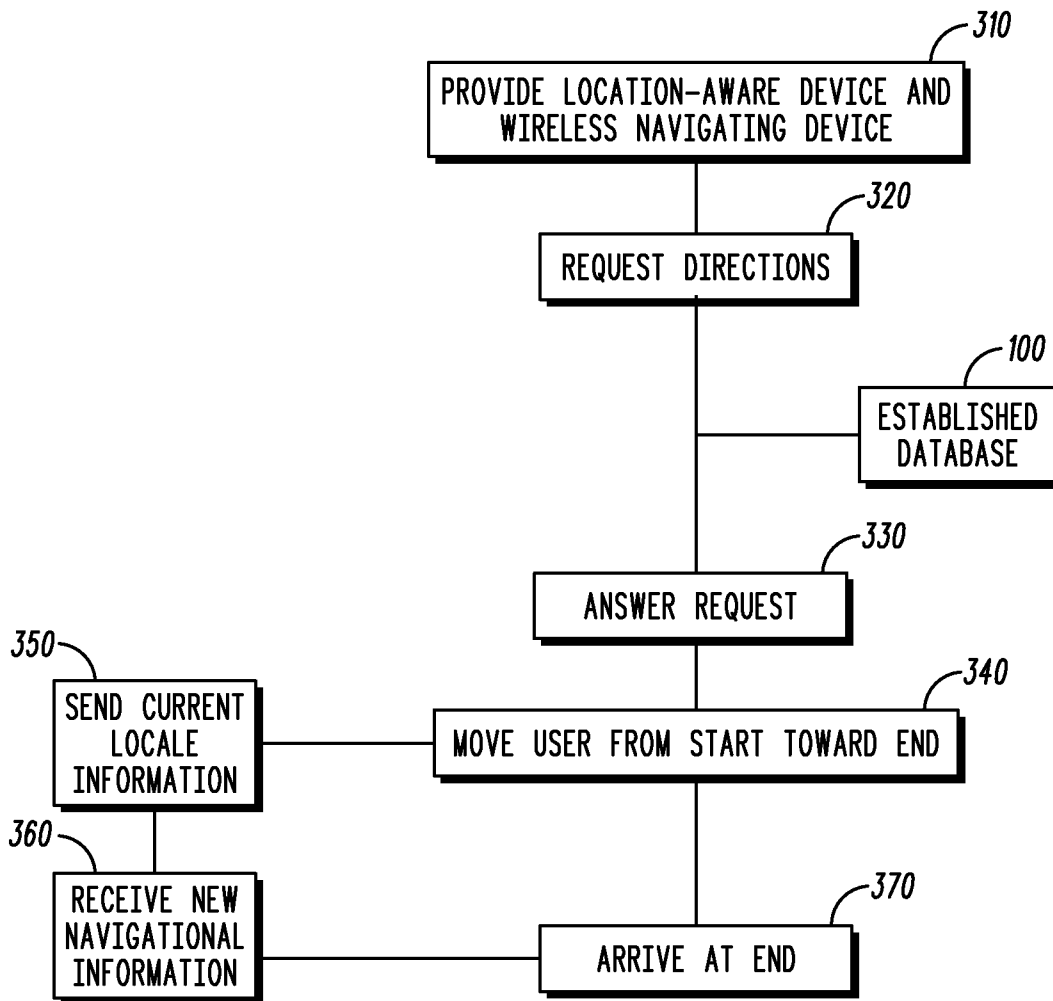 310
PROVIDE LOCATION-AWARE DEVICE AND
WIRELESS NAVIGATING DEVICE
320
REQUEST DIRECTIONS
100
ESTABLISHED
DATABASE
330
ANSWER REQUEST
350
SEND CURRENT
LOCALE
INFORMATION
340
MOVE USER FROM START TOWARD END
360
RECEIVE NEW
NAVIGATIONAL
INFORMATION
370
ARRIVE AT END